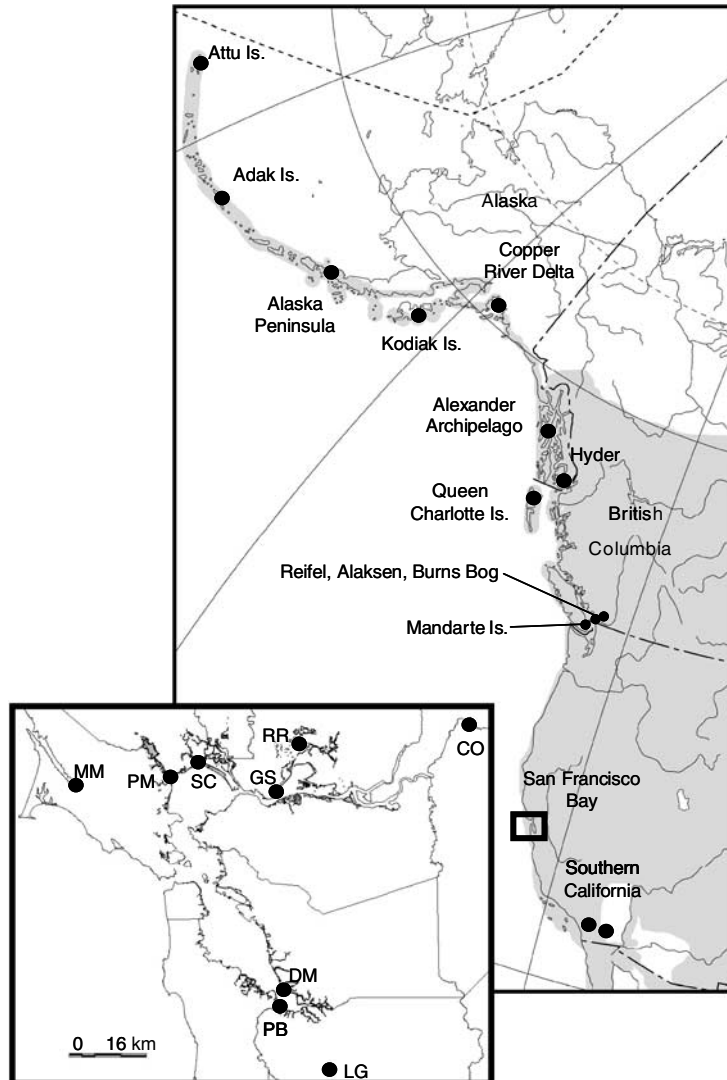 Attu Is.
Adak Is.
Alaska
Copper
River Delta
Alaska
Peninsula
Kodiak Is.
Alexander
Archipelago
Hyder
Queen
Charlotte Is.
British
Columbia
Reifel, Alaksen, Burns Bog
Mandarte Is.
San Francisco
Bay
Southern
California
RR
CO
MM
PM
SC
GS
DM
PB
0 16 km
LG